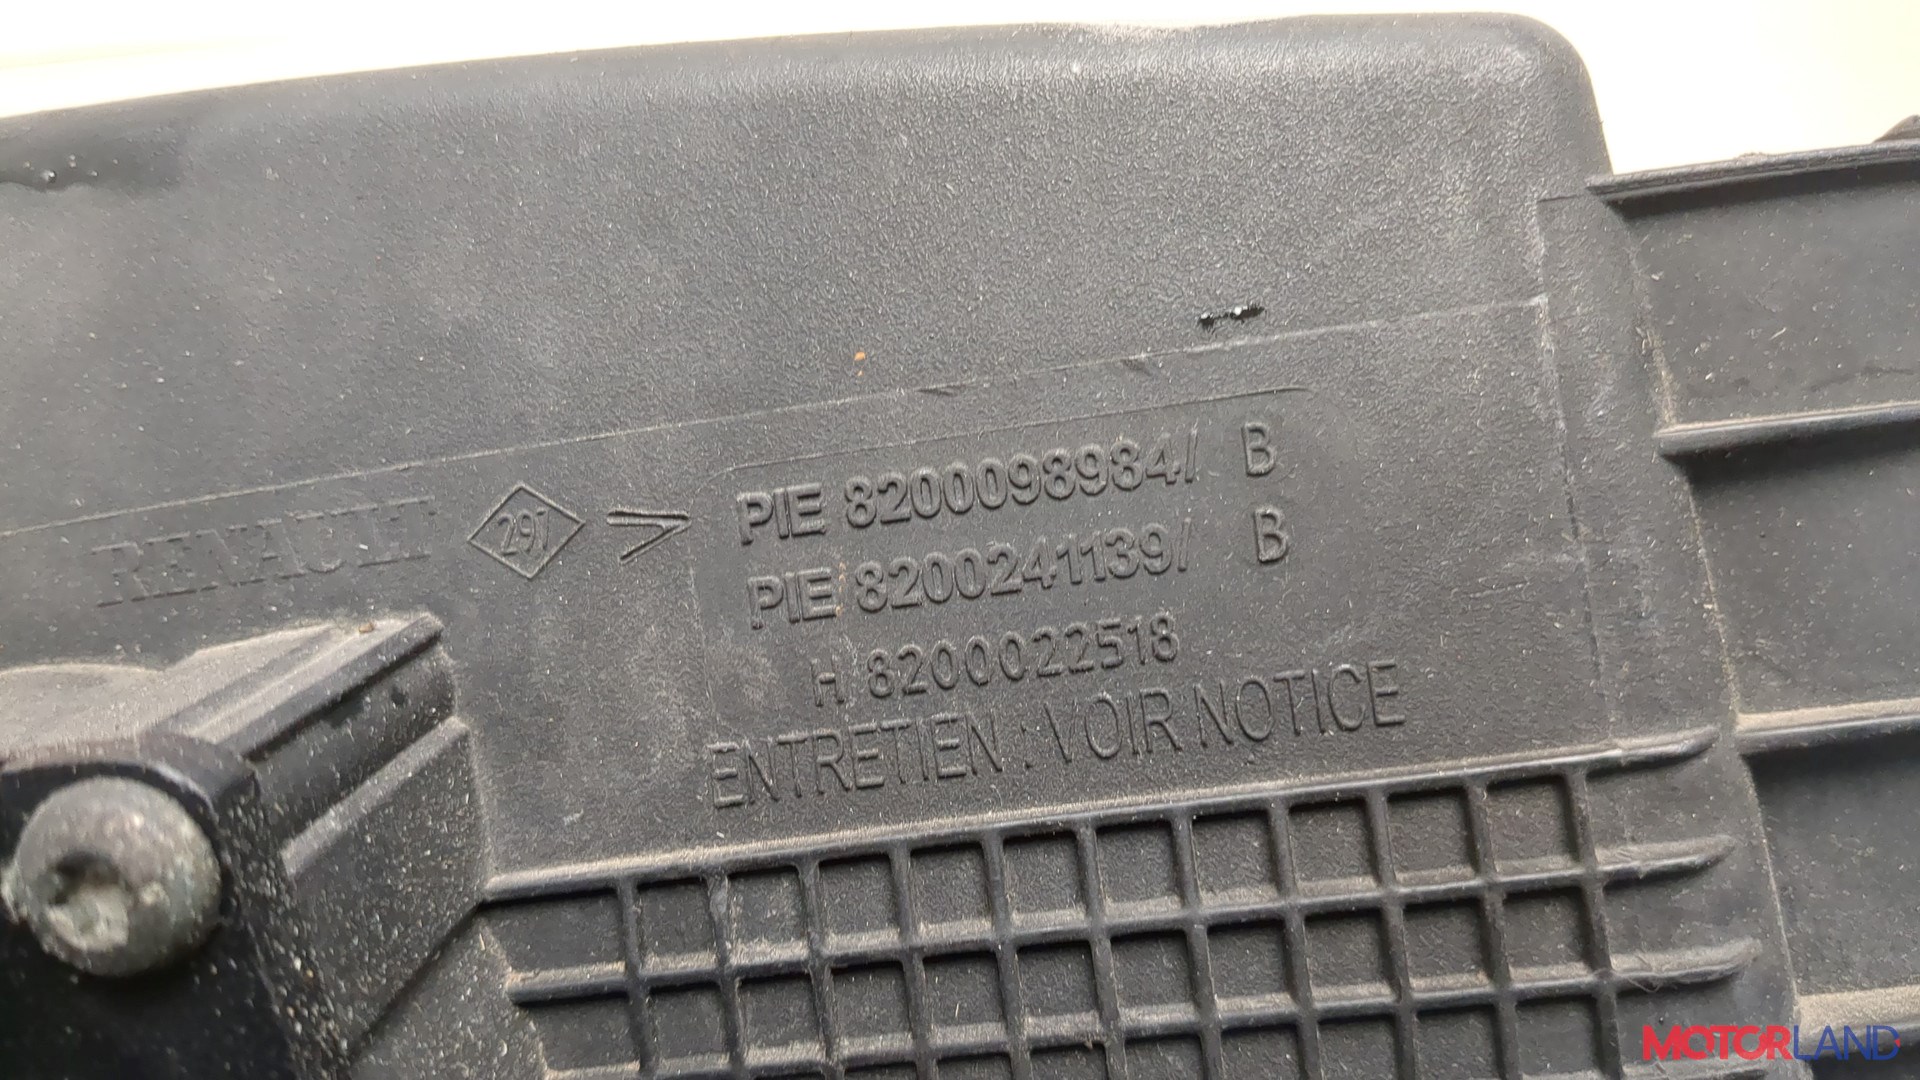 RENAULT 297 > PIE 8200098984/ B
PIE 8200241139/ B
H 8200022518
ENTRETIEN : VOIR NOTICE
MOTORLAND